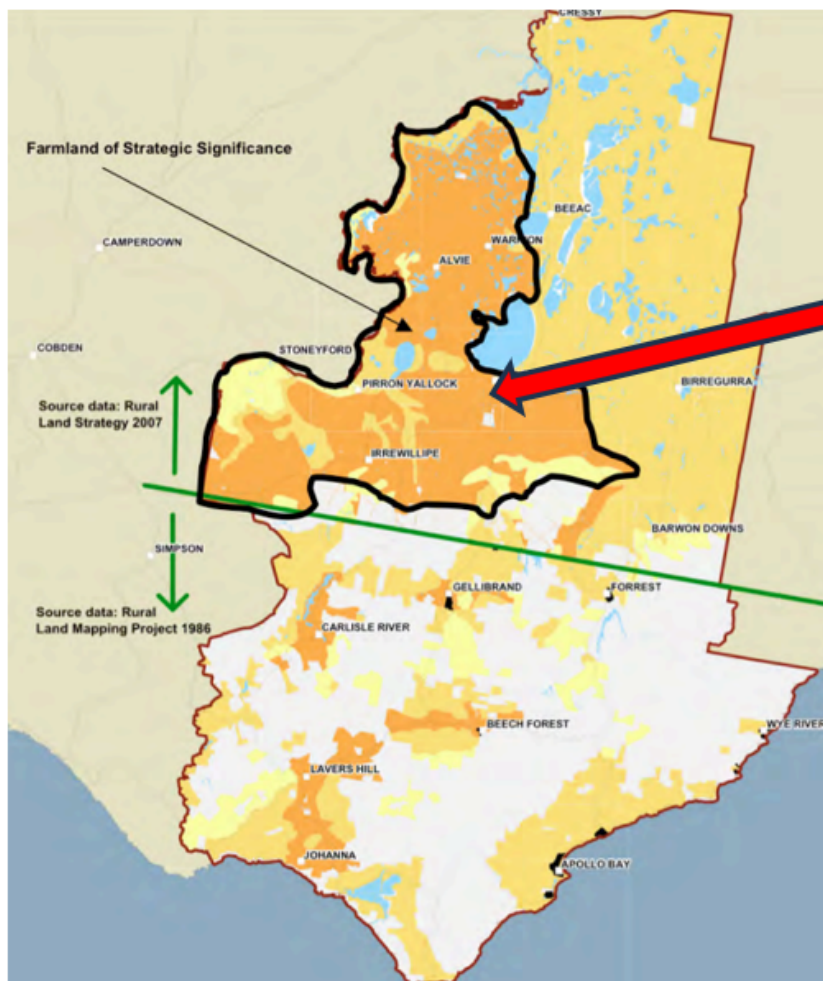 CRESSY
Farmland of Strategic Significance
BEEAC
CAMPERDOWN
WARRION
ALVIE
COBDEN
STONEYFORD
PIRRON YALLOCK
BIRREGURRA
Source data: Rural
Land Strategy 2007
IRREWILLIPE
BARWON DOWNS
SIMPSON
GELLIBRAND
FORREST
Source data: Rural
Land Mapping Project 1986
CARLISLE RIVER
BEECH FOREST
WYE RIVER
LAVERS HILL
JOHANNA
APOLLO BAY